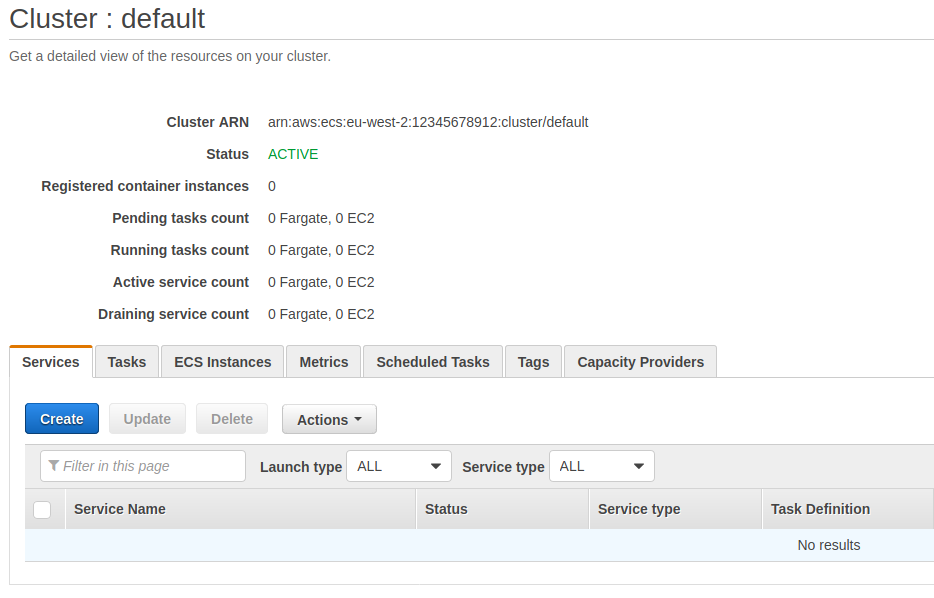 Cluster : default
Get a detailed view of the resources on your cluster.
Cluster ARN arn:aws:ecs:eu-west-2:12345678912:cluster/default
Status ACTIVE
Registered container instances 0
Pending tasks count 0 Fargate, 0 EC2
Running tasks count 0 Fargate, 0 EC2
Active service count 0 Fargate, 0 EC2
Draining service count 0 Fargate, 0 EC2
Services Tasks ECS Instances Metrics Scheduled Tasks Tags Capacity Providers
Create Update Delete Actions
Filter in this page Launch type ALL Service type ALL
Service Name Status Service type Task Definition
No results